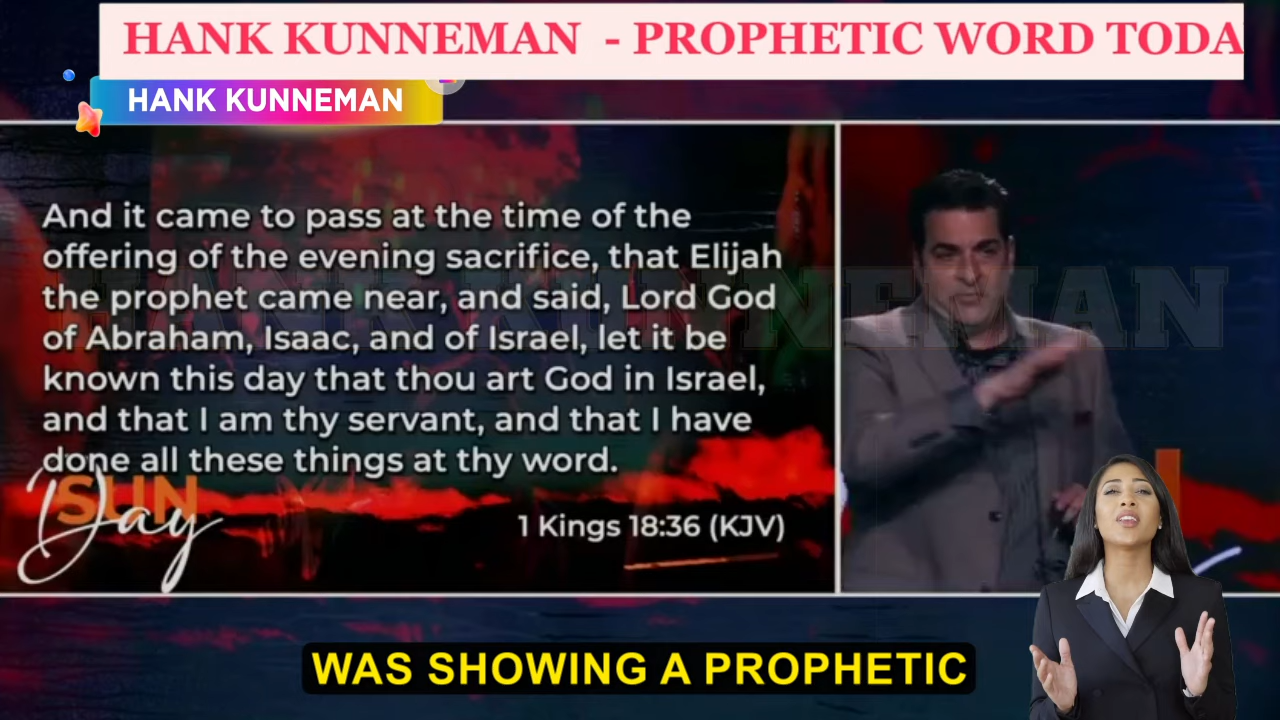 HANK KUNNEMAN - PROPHETIC WORD TODA
HANK KUNNEMAN
And it came to pass at the time of the
offering of the evening sacrifice, that Elijah
the prophet came near, and said, Lord God
of Abraham, Isaac, and of Israel, let it be
known this day that thou art God in Israel,
and that I am thy servant, and that I have
done all these things at thy word.
1 Kings 18:36 (KJV)
SUN
Day
HANK KUNNEMAN
WAS SHOWING A PROPHETIC